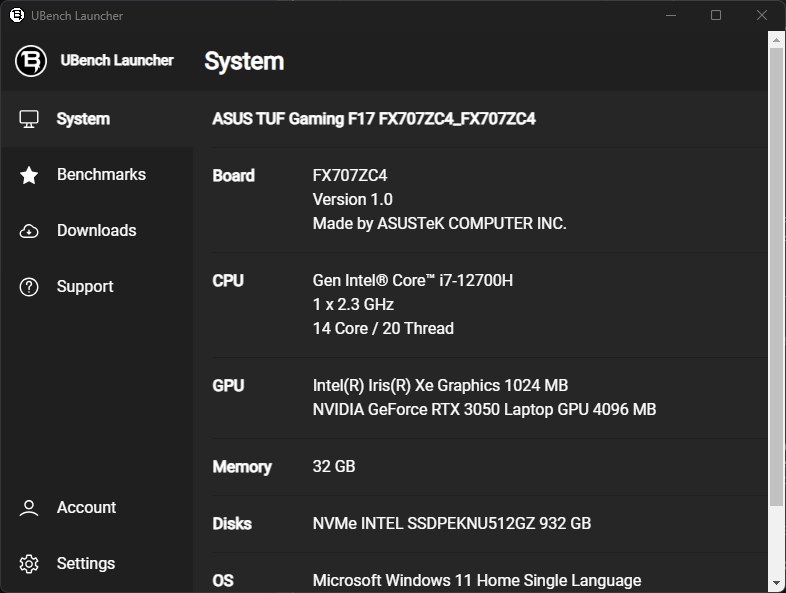 UBench Launcher
UBench Launcher
System
System
Benchmarks
Downloads
Support
Account
Settings
ASUS TUF Gaming F17 FX707ZC4_FX707ZC4
Board
FX707ZC4
Version 1.0
Made by ASUSTeK COMPUTER INC.
CPU
Gen Intel® Core™ i7-12700H
1 x 2.3 GHz
14 Core / 20 Thread
GPU
Intel(R) Iris(R) Xe Graphics 1024 MB
NVIDIA GeForce RTX 3050 Laptop GPU 4096 MB
Memory
32 GB
Disks
NVMe INTEL SSDPEKNU512GZ 932 GB
OS
Microsoft Windows 11 Home Single Language